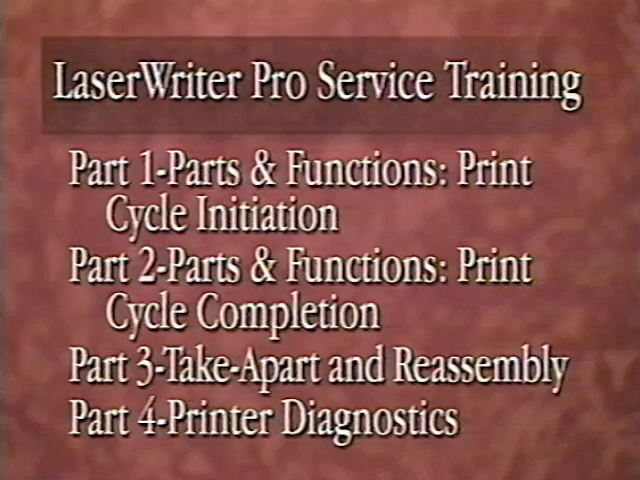 LaserWriter Pro Service Training
Part 1-Parts & Functions: Print
Cycle Initiation
Part 2-Parts & Functions: Print
Cycle Completion
Part 3-Take-Apart and Reassembly
Part 4-Printer Diagnostics